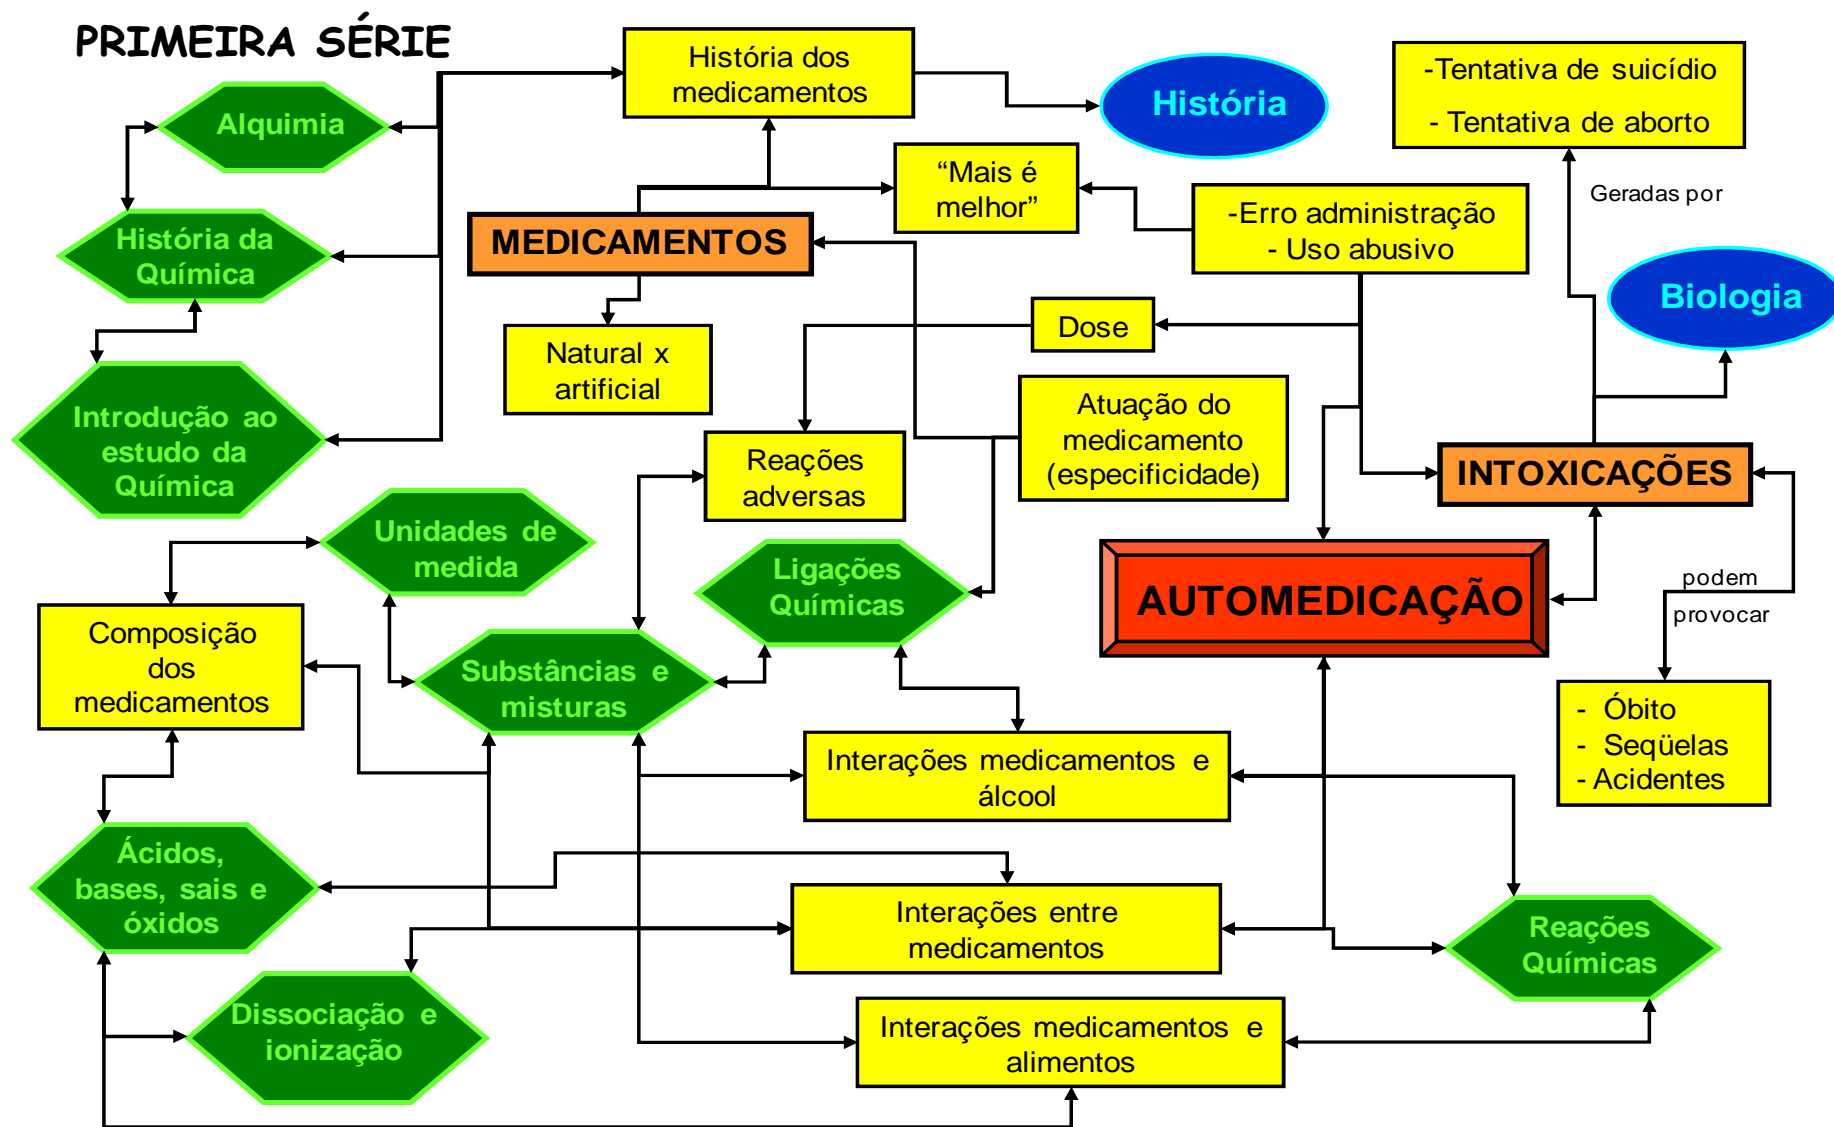 PRIMEIRA SÉRIE
História dos
medicamentos
História
-Tentativa de suicídio
- Tentativa de aborto
Alquimia
“Mais é
melhor”
Geradas por
-Erro administração
- Uso abusivo
História da
Química
MEDICAMENTOS
Biologia
Dose
Natural x
artificial
Introdução ao
estudo da
Química
Atuação do
medicamento
(especificidade)
Reações
adversas
INTOXICAÇÕES
Unidades de
medida
Ligações
Químicas
AUTOMEDICAÇÃO
podem
provocar
Composição
dos
medicamentos
Substâncias e
misturas
- Óbito
- Seqüelas
- Acidentes
Interações medicamentos e
álcool
Ácidos,
bases, sais e
óxidos
Interações entre
medicamentos
Reações
Químicas
Dissociação e
ionização
Interações medicamentos e
alimentos